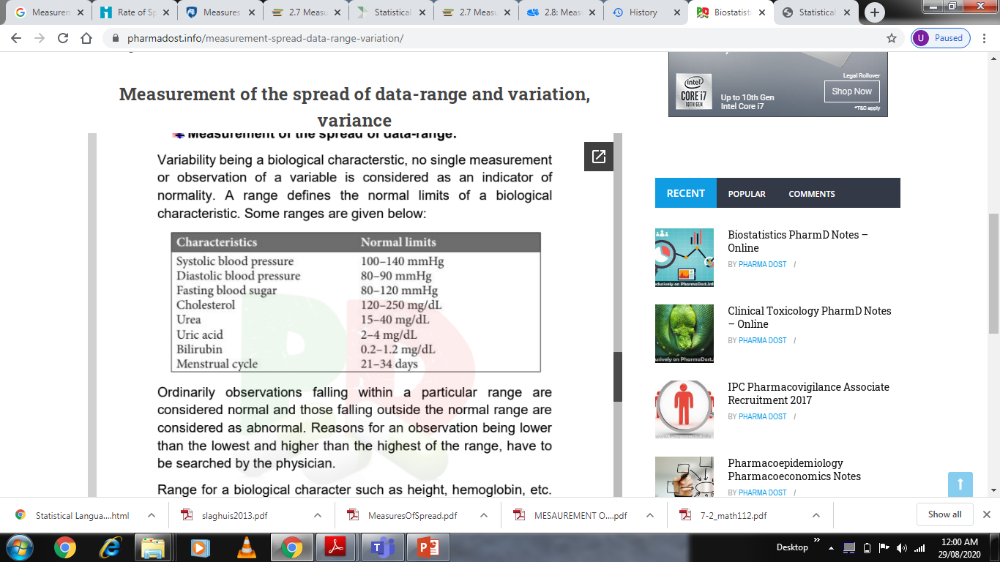 Measurem
Rate of Sp
Measures
2.7 Measu
Statistical
2.7 Measu
2.8: Meas
History
Biostatisti
Statistical
pharmadost.info/measurement-spread-data-range-variation/
U Paused
Measurement of the spread of data-range and variation,
variance
Measurement of the spread of data-range:
Variability being a biological characterstic, no single measurement
or observation of a variable is considered as an indicator of
normality. A range defines the normal limits of a biological
characteristic. Some ranges are given below:
Characteristics Normal limits
Systolic blood pressure 100–140 mmHg
Diastolic blood pressure 80–90 mmHg
Fasting blood sugar 80–120 mmHg
Cholesterol 120–250 mg/dL
Urea 15–40 mg/dL
Uric acid 2–4 mg/dL
Bilirubin 0.2–1.2 mg/dL
Menstrual cycle 21–34 days
Ordinarily observations falling within a particular range are
considered normal and those falling outside the normal range are
considered as abnormal. Reasons for an observation being lower
than the lowest and higher than the highest of the range, have to
be searched by the physician.
Range for a biological character such as height, hemoglobin, etc.
Legal Rollover
intel
CORE i7
10TH GEN
Up to 10th Gen
Intel Core i7
Shop Now
*T&C apply
RECENT POPULAR COMMENTS
Biostatistics PharmD Notes –
Online
BY PHARMA DOST /
Clinical Toxicology PharmD Notes
– Online
BY PHARMA DOST /
IPC Pharmacovigilance Associate
Recruitment 2017
BY PHARMA DOST /
Pharmacoepidemiology
Pharmacoeconomics Notes
BY PHARMA DOST /
Statistical Langua....html
slaghuis2013.pdf
MeasuresOfSpread.pdf
MESAUREMENT O....pdf
7-2_math112.pdf
Show all
Desktop
12:00 AM
29/08/2020